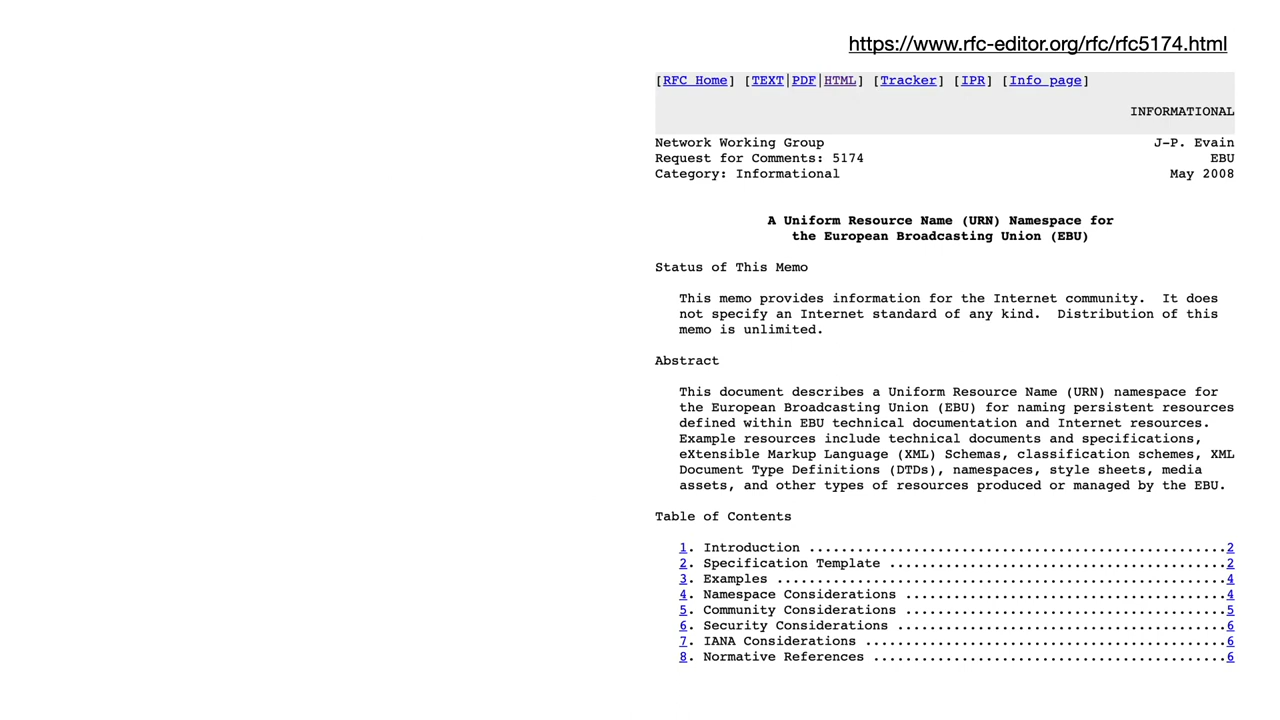 https://www.rfc-editor.org/rfc/rfc5174.html
[RFC Home] [TEXT|PDF|HTML] [Tracker] [IPR] [Info page]
INFORMATIONAL
Network Working Group J-P. Evain
Request for Comments: 5174 EBU
Category: Informational May 2008
A Uniform Resource Name (URN) Namespace for
the European Broadcasting Union (EBU)
Status of This Memo
This memo provides information for the Internet community. It does
not specify an Internet standard of any kind. Distribution of this
memo is unlimited.
Abstract
This document describes a Uniform Resource Name (URN) namespace for
the European Broadcasting Union (EBU) for naming persistent resources
defined within EBU technical documentation and Internet resources.
Example resources include technical documents and specifications,
eXtensible Markup Language (XML) Schemas, classification schemes, XML
Document Type Definitions (DTDs), namespaces, style sheets, media
assets, and other types of resources produced or managed by the EBU.
Table of Contents
1. Introduction ....................................................2
2. Specification Template ..........................................2
3. Examples ........................................................4
4. Namespace Considerations ........................................4
5. Community Considerations ........................................5
6. Security Considerations .........................................6
7. IANA Considerations .............................................6
8. Normative References ............................................6